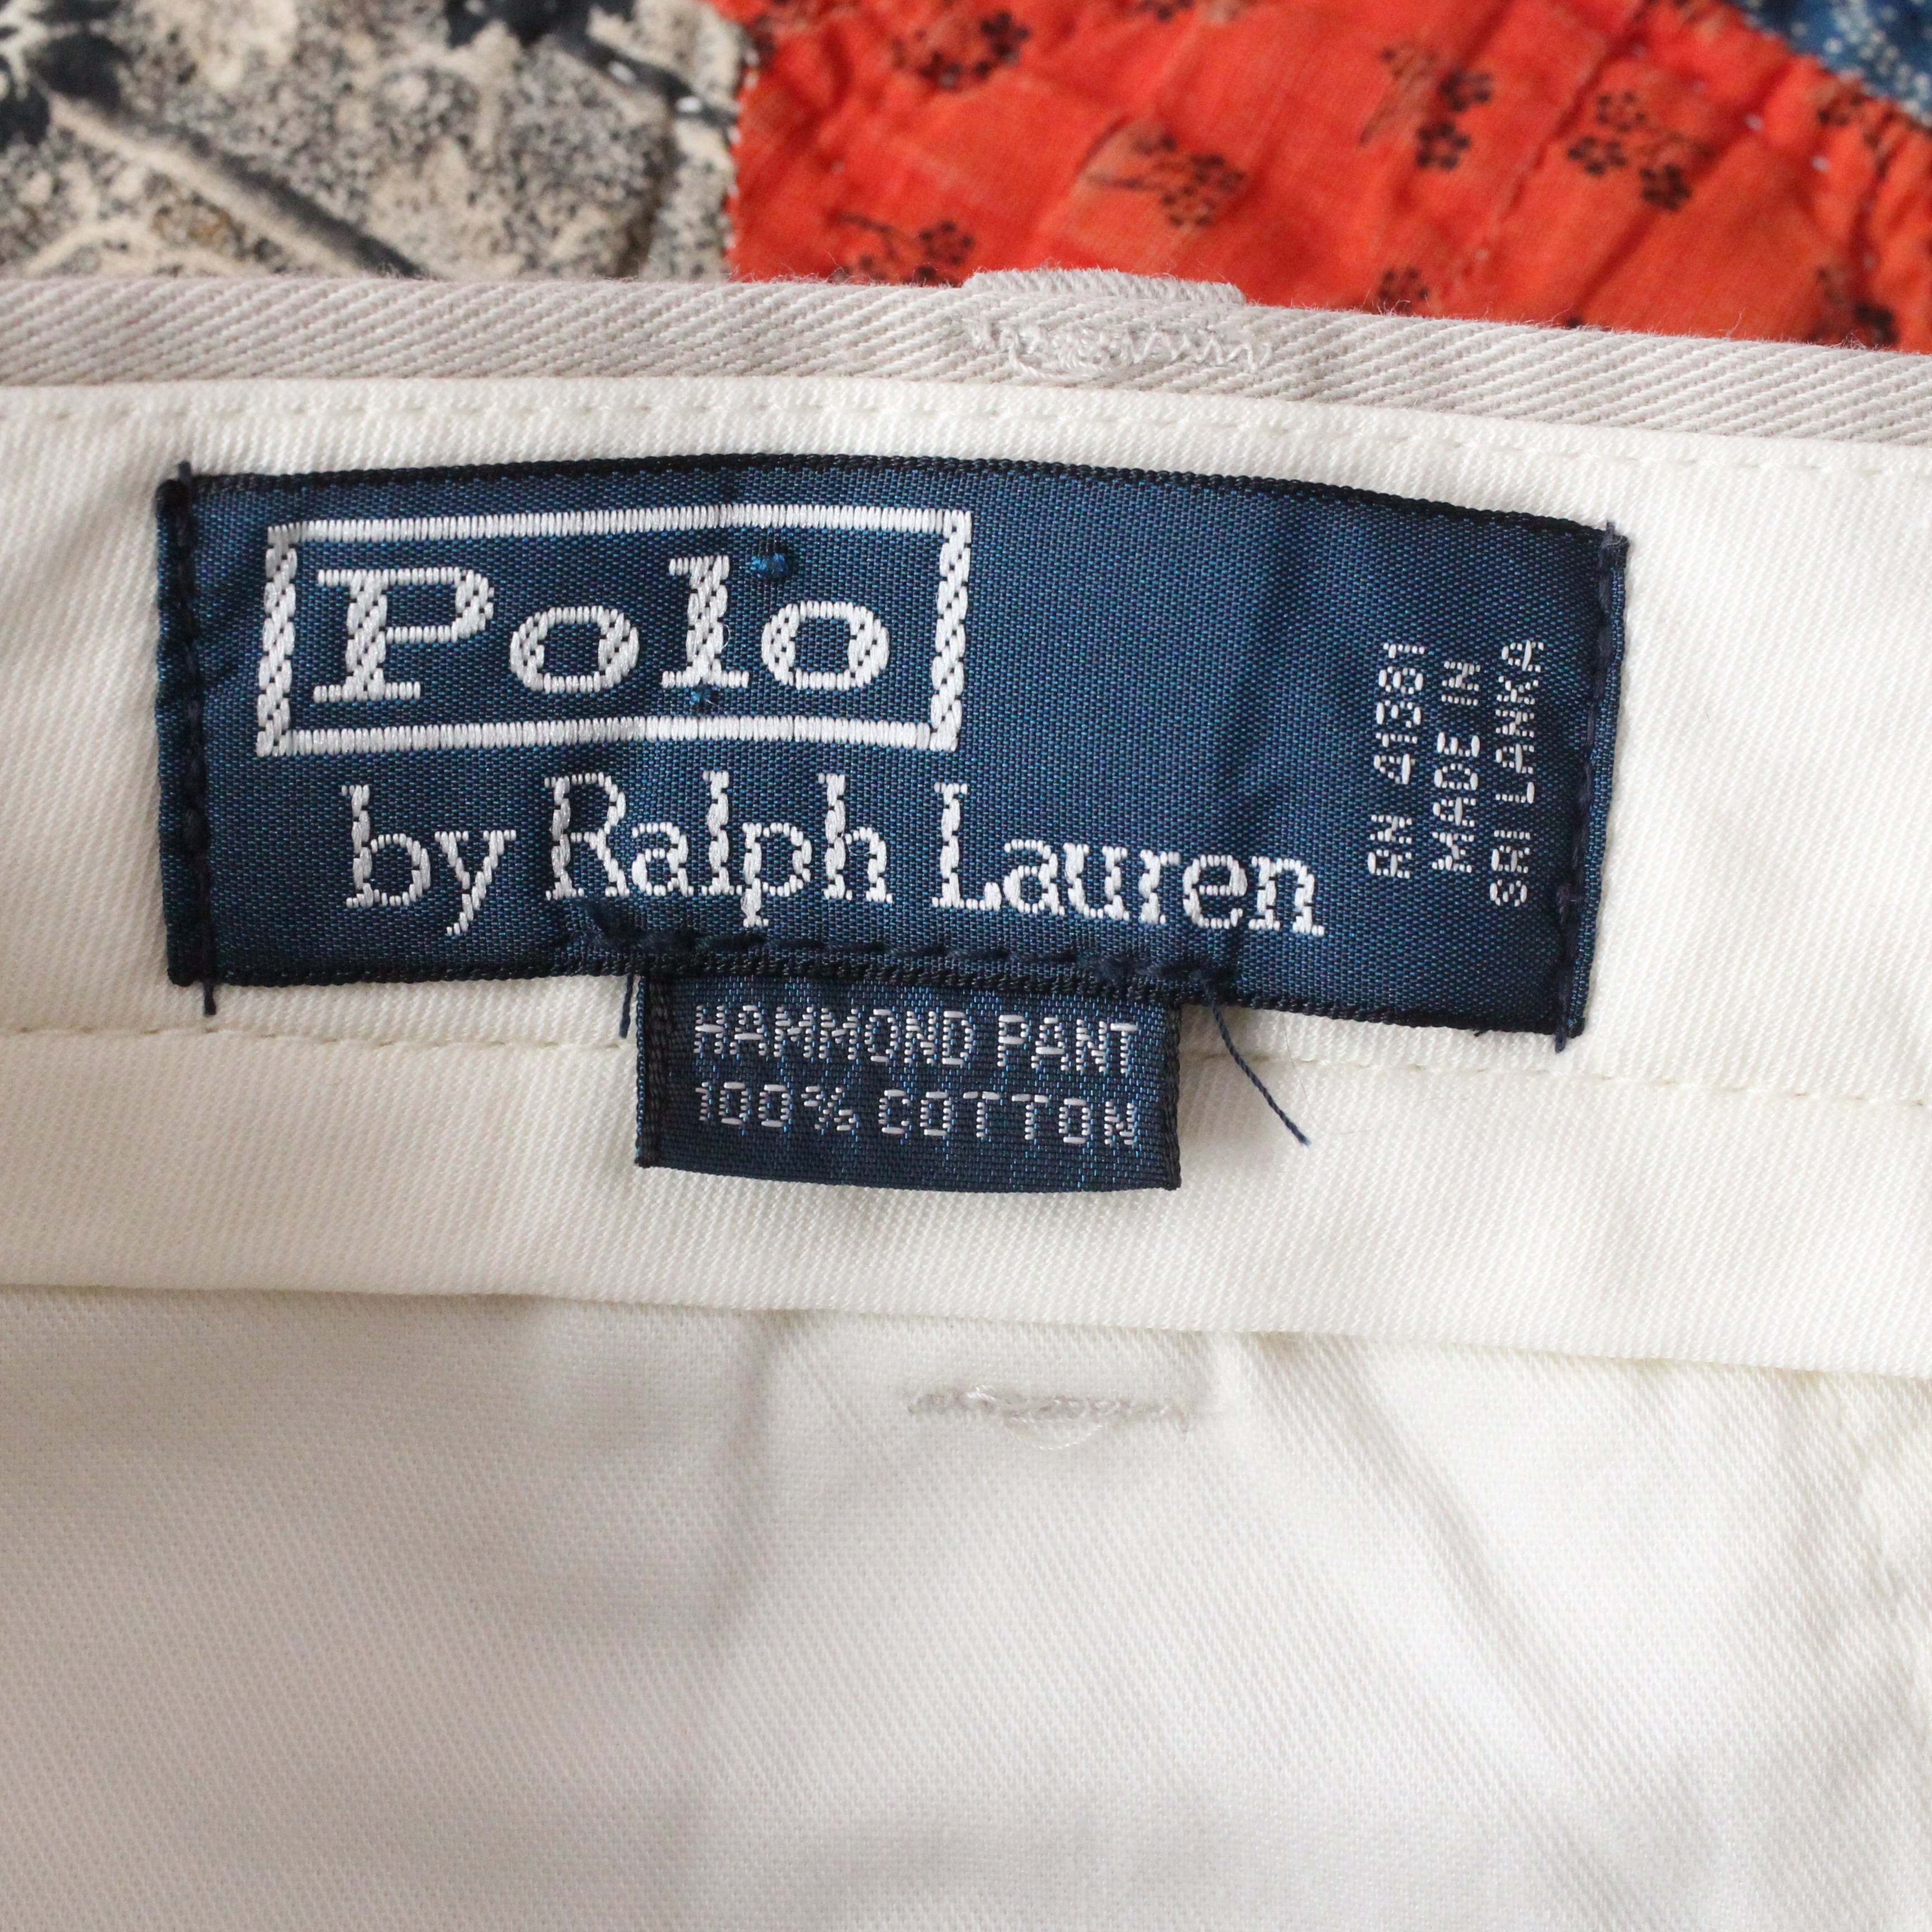 Polo
by Ralph Lauren
RN 41381
MADE IN
SRI LANKA
HAMMOND PANT
100% COTTON